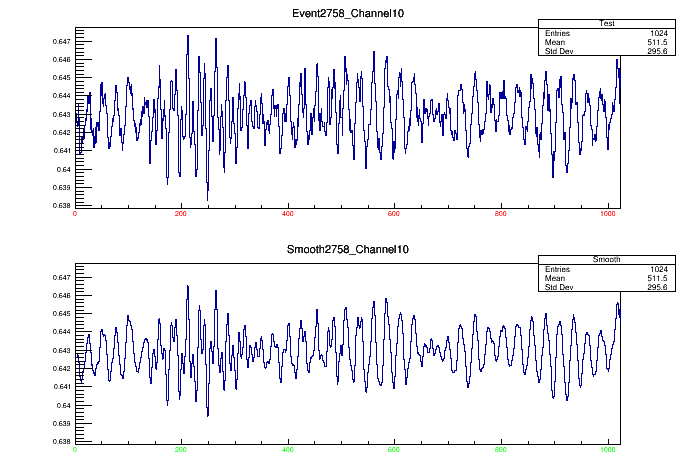 Event2758_Channel10
Test
Entries 1024
Mean 511.5
Std Dev 295.6
0.647
0.646
0.645
0.644
0.643
0.642
0.641
0.64
0.639
0.638
0 200 400 600 800 1000
Smooth2758_Channel10
Smooth
Entries 1024
Mean 511.5
Std Dev 295.6
0.647
0.646
0.645
0.644
0.643
0.642
0.641
0.64
0.639
0.638
0 200 400 600 800 1000